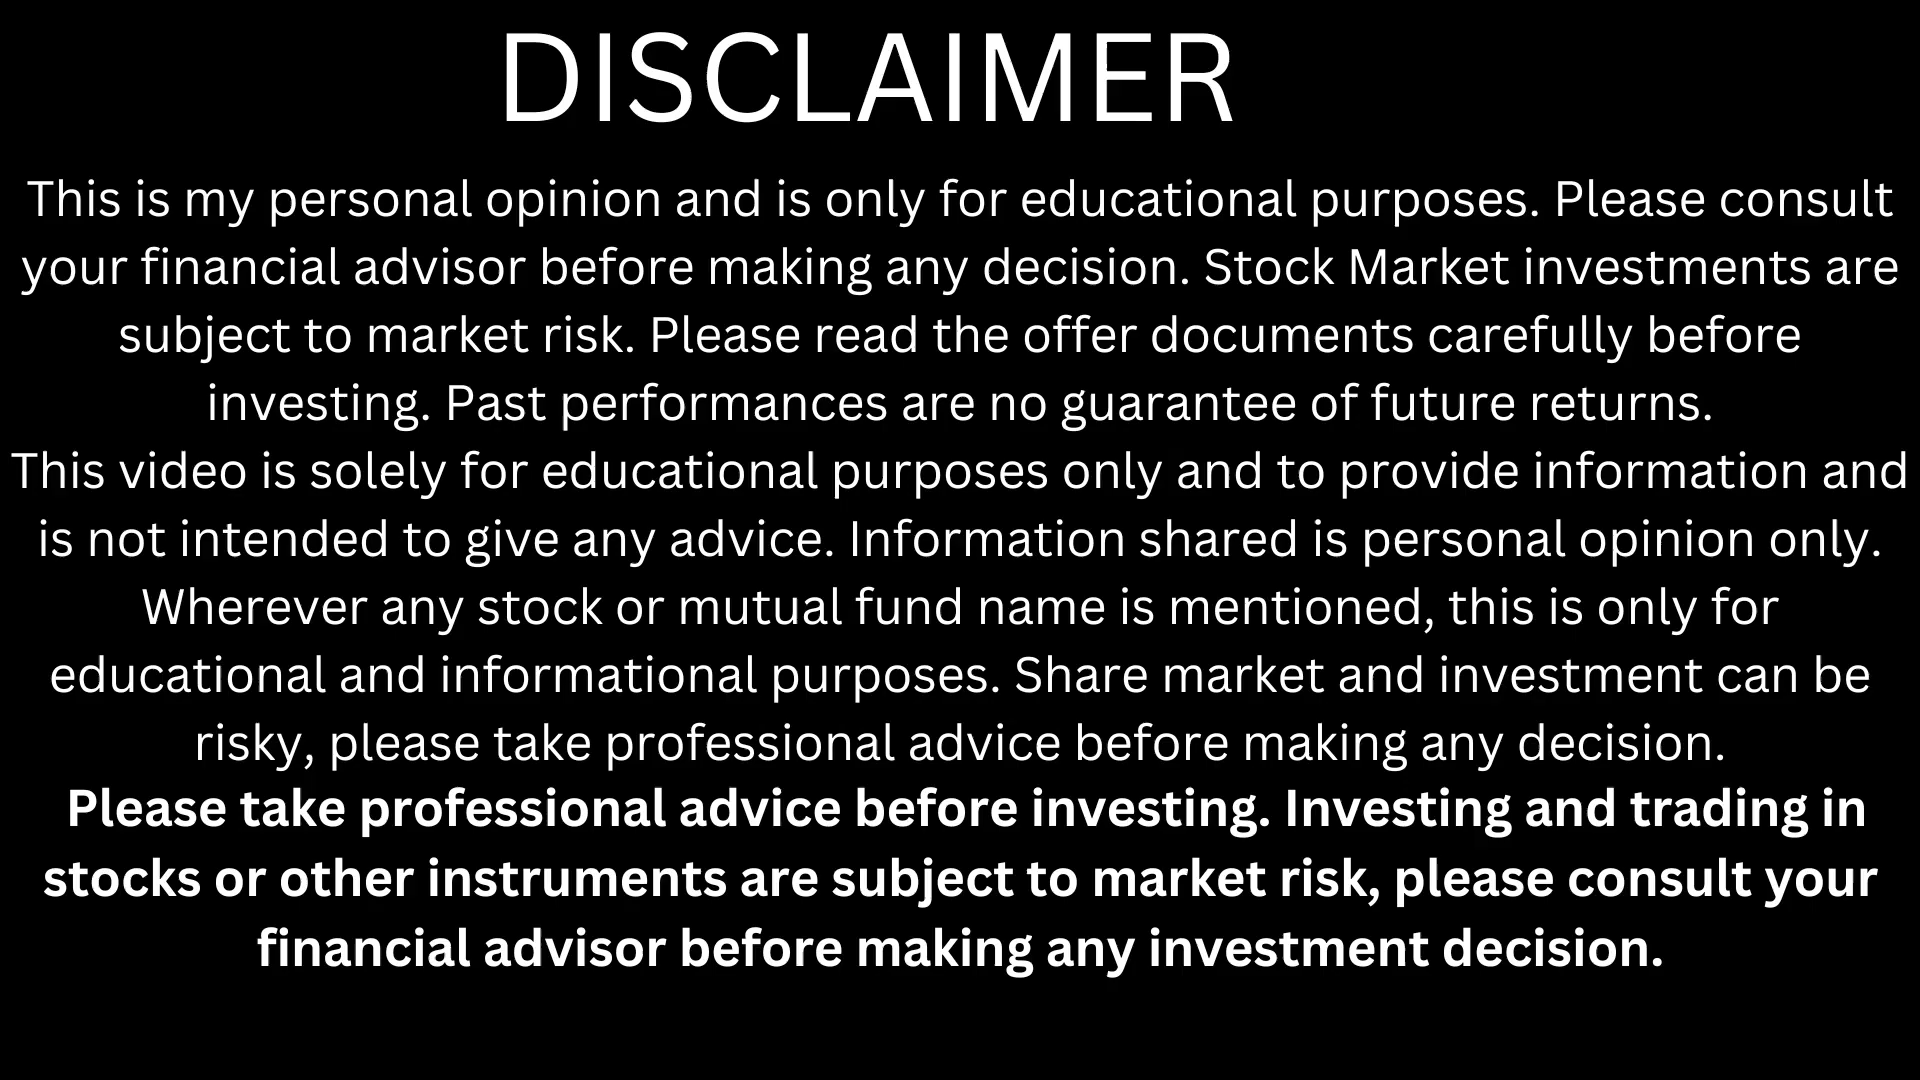 DISCLAIMER
This is my personal opinion and is only for educational purposes. Please consult
your financial advisor before making any decision. Stock Market investments are
subject to market risk. Please read the offer documents carefully before
investing. Past performances are no guarantee of future returns.
This video is solely for educational purposes only and to provide information and
is not intended to give any advice. Information shared is personal opinion only.
Wherever any stock or mutual fund name is mentioned, this is only for
educational and informational purposes. Share market and investment can be
risky, please take professional advice before making any decision.
Please take professional advice before investing. Investing and trading in
stocks or other instruments are subject to market risk, please consult your
financial advisor before making any investment decision.